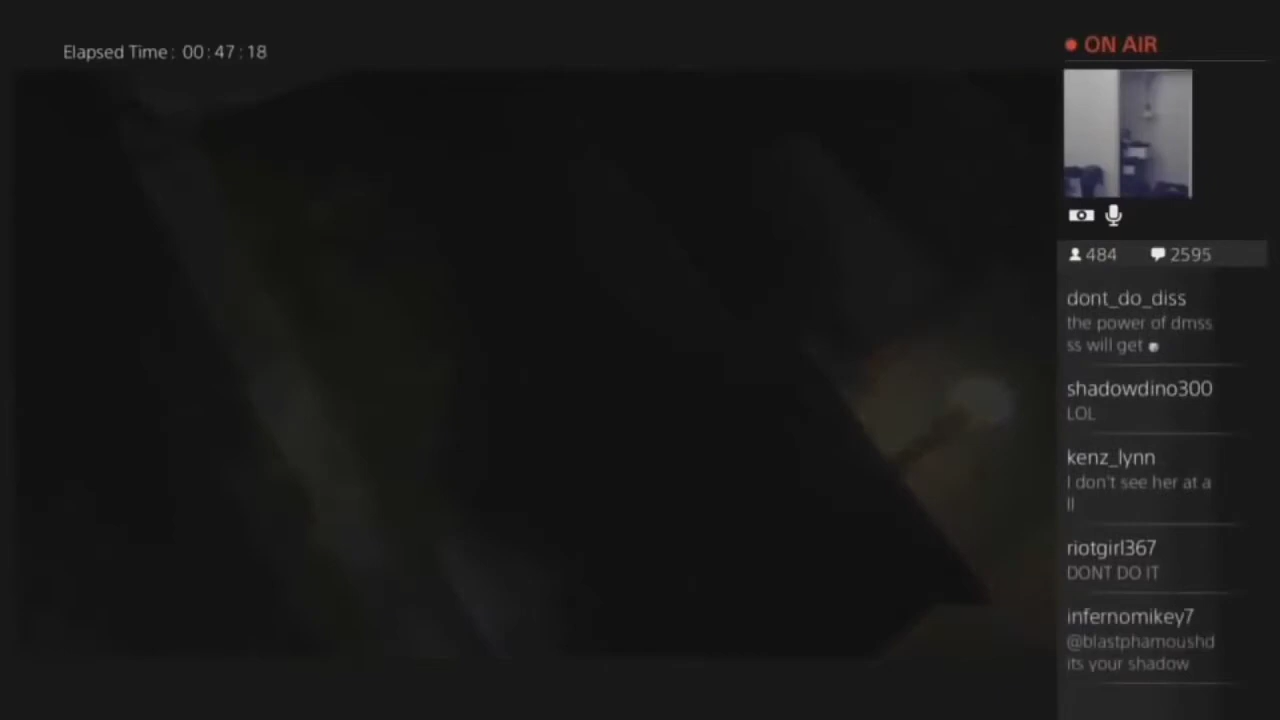 Elapsed Time: 00:47:18
ON AIR
484 2595
dont_do_diss
the power of dmss
ss will get
shadowdino300
LOL
kenz_lynn
I don't see her at a
ll
riotgirl367
DONT DO IT
infernomikey7
@blastphamoushd
its your shadow